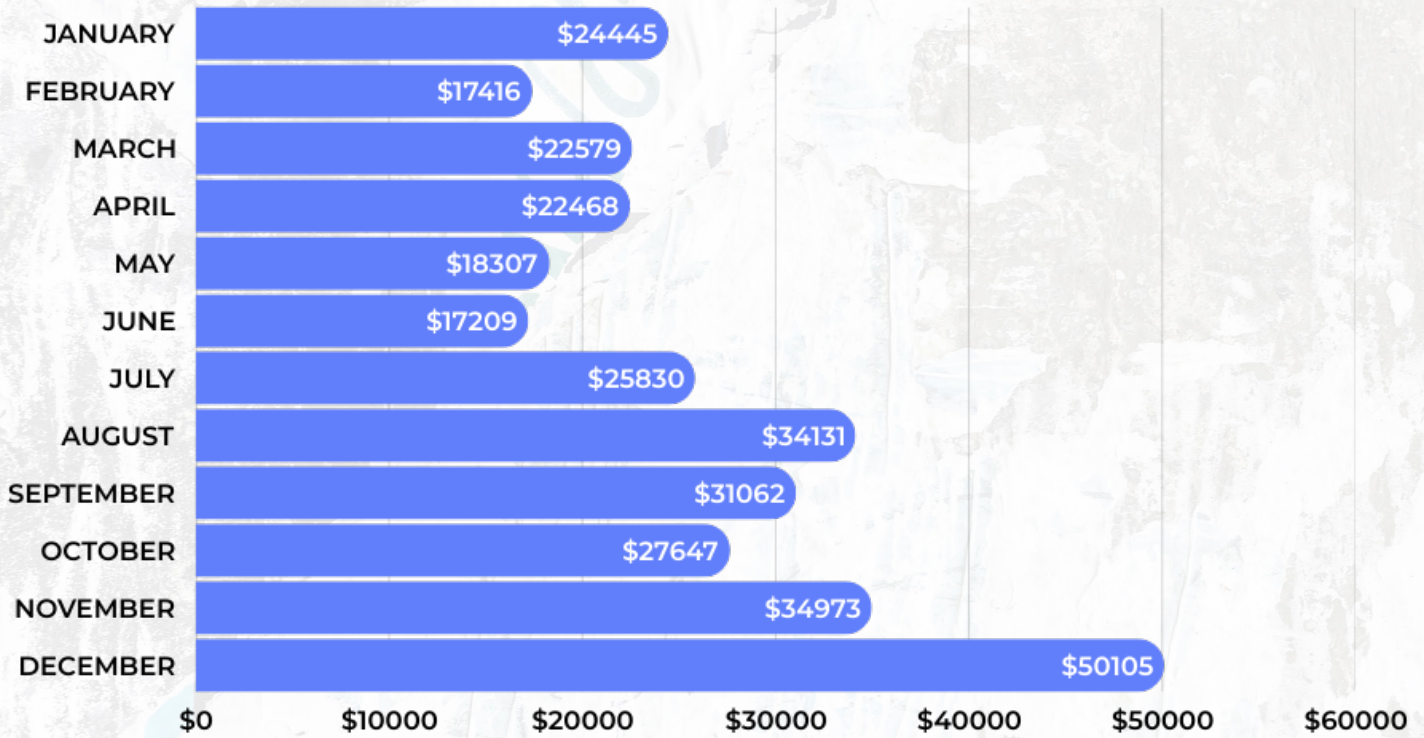 JANUARY $24445
FEBRUARY $17416
MARCH $22579
APRIL $22468
MAY $18307
JUNE $17209
JULY $25830
AUGUST $34131
SEPTEMBER $31062
OCTOBER $27647
NOVEMBER $34973
DECEMBER $50105
$0 $10000 $20000 $30000 $40000 $50000 $60000